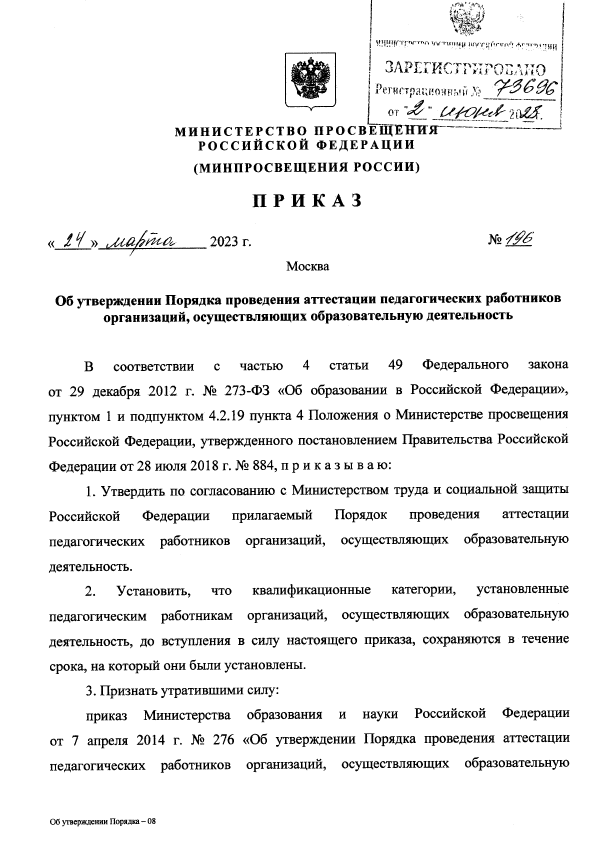 МИНИСТЕРСТВО ЮСТИЦИИ РОССИЙСКОЙ ФЕДЕРАЦИИ
ЗАРЕГИСТРИРОВАНО
Регистрационный № 73696
от "2" июня 2023.
МИНИСТЕРСТВО ПРОСВЕЩЕНИЯ
РОССИЙСКОЙ ФЕДЕРАЦИИ
(МИНПРОСВЕЩЕНИЯ РОССИИ)
ПРИКАЗ
«24» марта 2023 г. № 196
Москва
Об утверждении Порядка проведения аттестации педагогических работников
организаций, осуществляющих образовательную деятельность
В соответствии с частью 4 статьи 49 Федерального закона
от 29 декабря 2012 г. № 273-ФЗ «Об образовании в Российской Федерации»,
пунктом 1 и подпунктом 4.2.19 пункта 4 Положения о Министерстве просвещения
Российской Федерации, утвержденного постановлением Правительства Российской
Федерации от 28 июля 2018 г. № 884, п р и к а з ы в а ю:
1. Утвердить по согласованию с Министерством труда и социальной защиты
Российской Федерации прилагаемый Порядок проведения аттестации
педагогических работников организаций, осуществляющих образовательную
деятельность.
2. Установить, что квалификационные категории, установленные
педагогическим работникам организаций, осуществляющих образовательную
деятельность, до вступления в силу настоящего приказа, сохраняются в течение
срока, на который они были установлены.
3. Признать утратившими силу:
приказ Министерства образования и науки Российской Федерации
от 7 апреля 2014 г. № 276 «Об утверждении Порядка проведения аттестации
педагогических работников организаций, осуществляющих образовательную
Об утверждении Порядка – 08